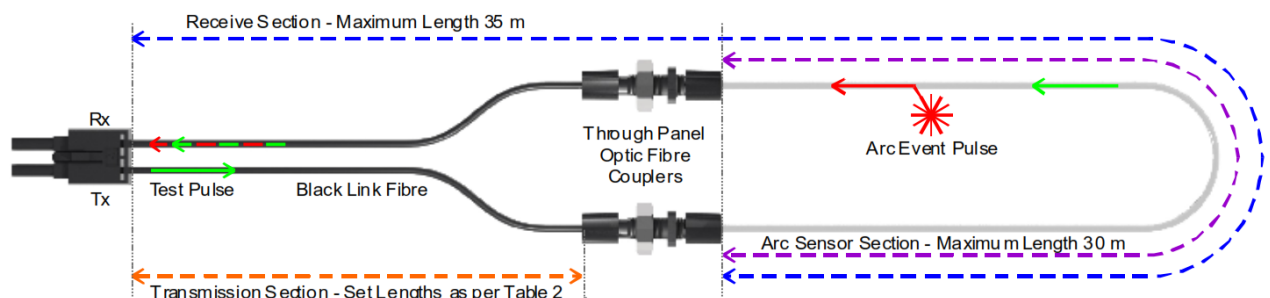 Receive Section - Maximum Length 35 m
Rx
Through Panel
Optic Fibre
Couplers
Arc Event Pulse
Tx
Test Pulse
Black Link Fibre
Arc Sensor Section - Maximum Length 30 m
Transmission Section - Set Lengths as per Table 2